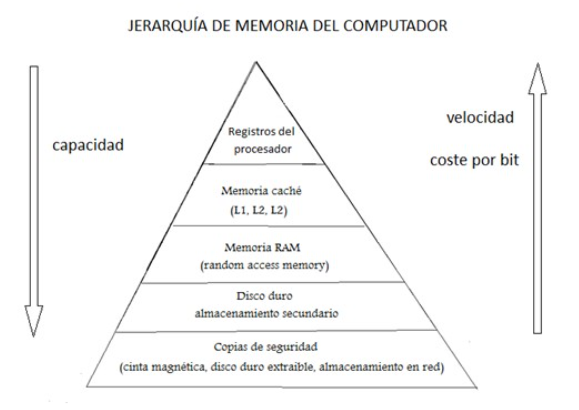 JERARQUÍA DE MEMORIA DEL COMPUTADOR
capacidad
velocidad
coste por bit
Registros del
procesador
Memoria caché
(L1, L2, L2)
Memoria RAM
(random access memory)
Disco duro
almacenamiento secundario
Copias de seguridad
(cinta magnética, disco duro extraible, almacenamiento en red)